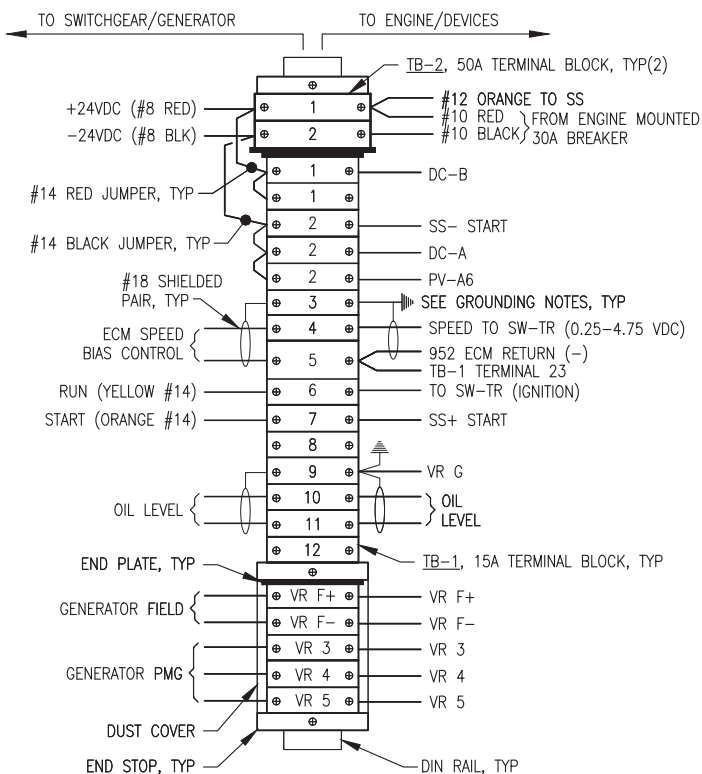 TO SWITCHGEAR/GENERATOR
TO ENGINE/DEVICES
TB-2, 50A TERMINAL BLOCK, TYP(2)
+24VDC (#8 RED)
1
#12 ORANGE TO SS
#10 RED
FROM ENGINE MOUNTED
-24VDC (#8 BLK)
2
#10 BLACK
30A BREAKER
1
DC-B
#14 RED JUMPER, TYP
1
2
SS- START
#14 BLACK JUMPER, TYP
2
DC-A
2
PV-A6
#18 SHIELDED
PAIR, TYP
3
SEE GROUNDING NOTES, TYP
ECM SPEED
BIAS CONTROL
4
SPEED TO SW-TR (0.25-4.75 VDC)
5
952 ECM RETURN (-)
TB-1 TERMINAL 23
RUN (YELLOW #14)
6
TO SW-TR (IGNITION)
START (ORANGE #14)
7
SS+ START
8
9
VR G
OIL LEVEL
10
OIL
LEVEL
11
12
END PLATE, TYP
TB-1, 15A TERMINAL BLOCK, TYP
GENERATOR FIELD
VR F+
VR F+
VR F-
VR F-
GENERATOR PMG
VR 3
VR 3
VR 4
VR 4
VR 5
VR 5
DUST COVER
END STOP, TYP
DIN RAIL, TYP